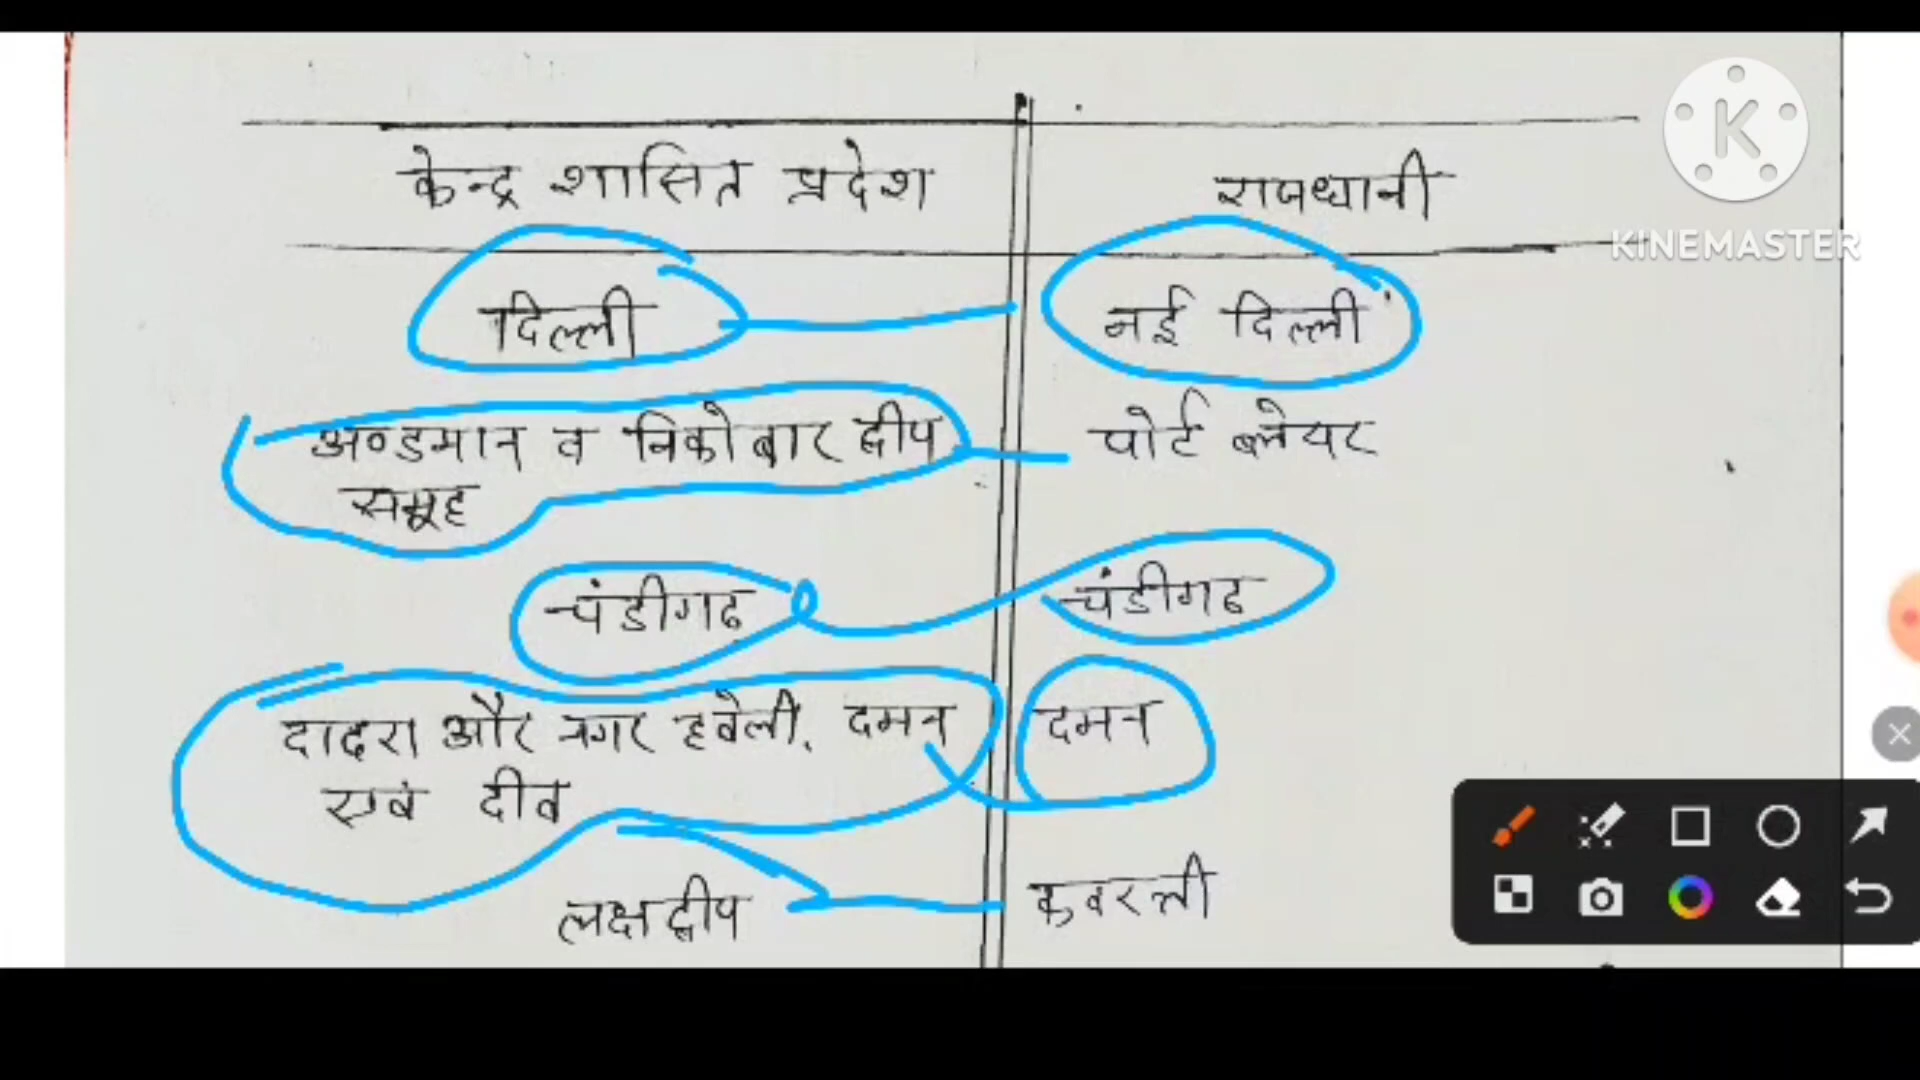 केन्द्र शासित प्रदेश राजधानी
KINEMASTER
दिल्ली नई दिल्ली
अण्डमान व निकोबार द्वीप पोर्ट ब्लेयर
समूह
चंडीगढ चंडीगढ
दादरा और नगर हवेली, दमन दमन
एवं दीव
लक्षद्वीप कवरत्ती